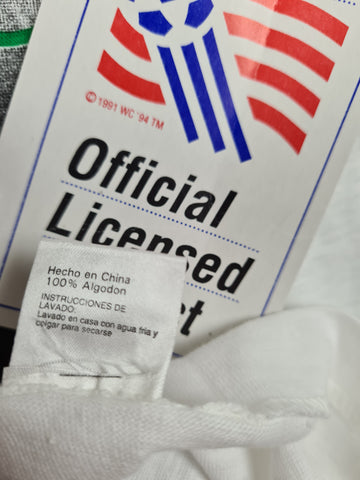 © 1991 WC '94 TM
Official
Licensed
Hecho en China
100% Algodon
INSTRUCCIONES DE
LAVADO:
Lavado en casa con agua fria y
colgar para secarse